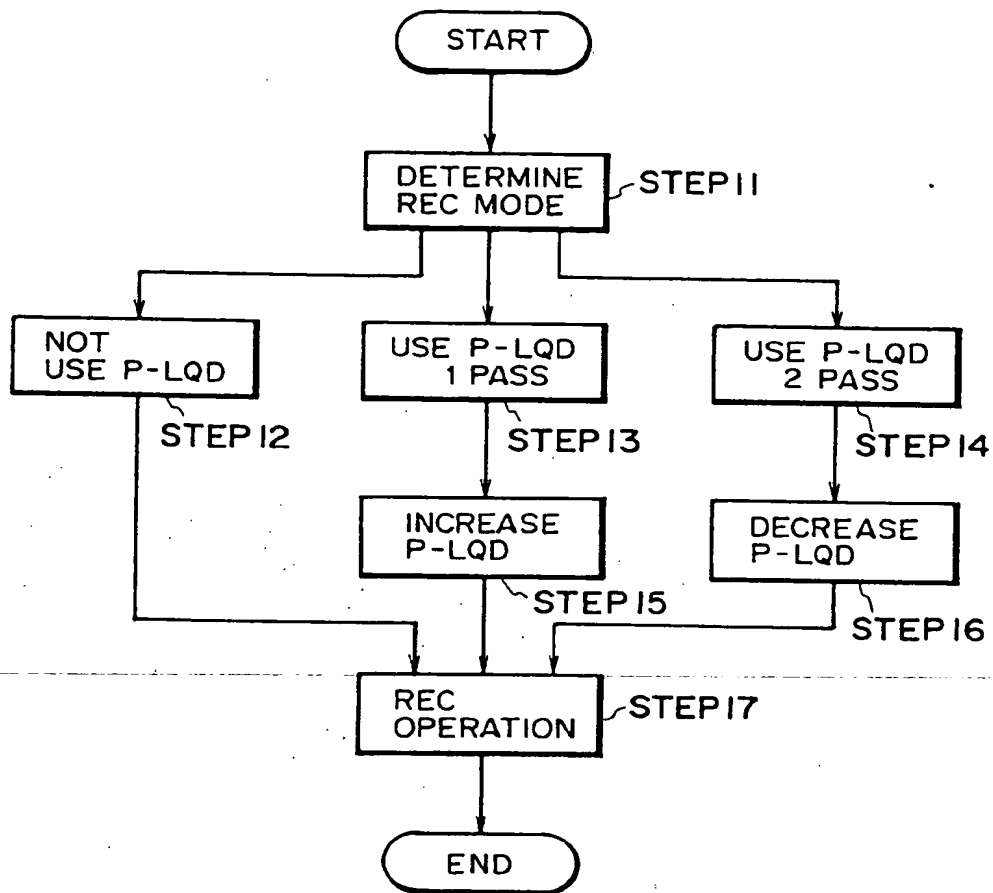 START
DETERMINE
REC MODE
STEP11
NOT
USE P-LQD
STEP12
USE P-LQD
1 PASS
STEP13
USE P-LQD
2 PASS
STEP14
INCREASE
P-LQD
STEP15
DECREASE
P-LQD
STEP16
REC
OPERATION
STEP17
END